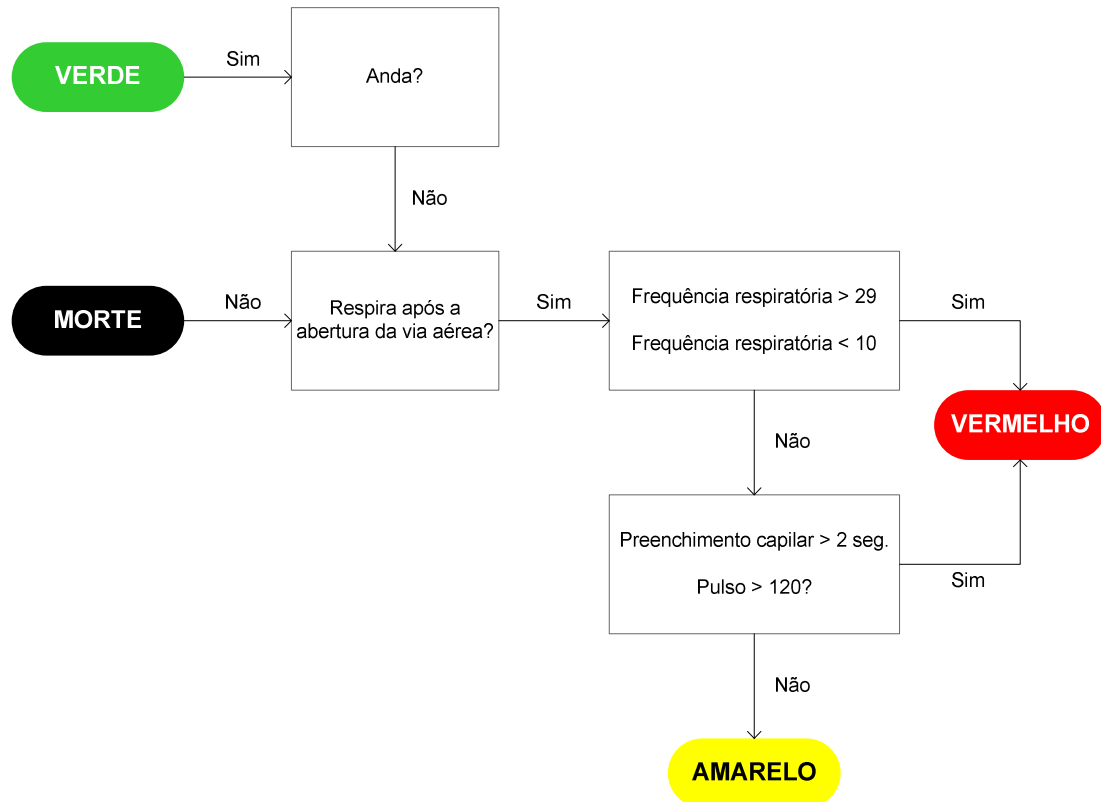 VERDE
Sim
Anda?
Não
MORTE
Não
Respira após a
abertura da via aérea?
Sim
Frequência respiratória > 29
Frequência respiratória < 10
Sim
VERMELHO
Não
Preenchimento capilar > 2 seg.
Pulso > 120?
Sim
Não
AMARELO